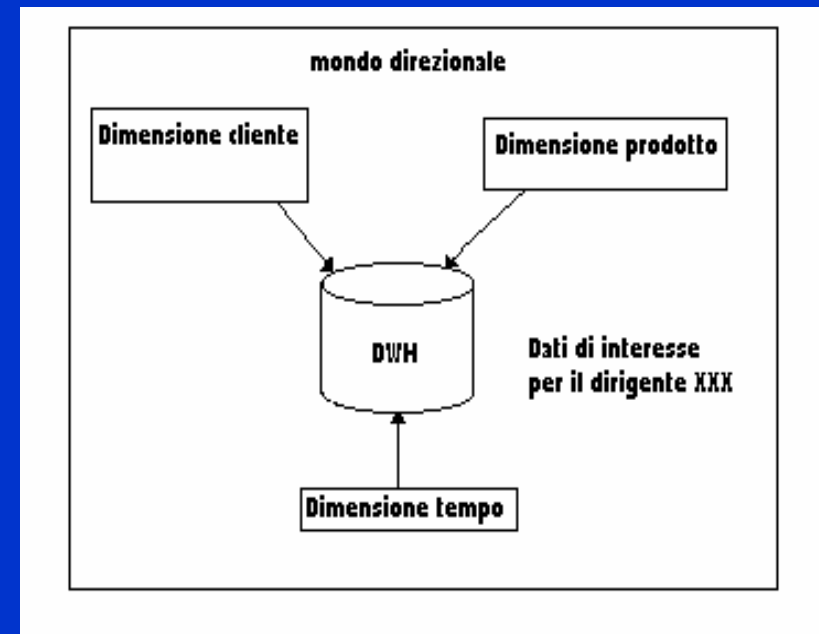 mondo direzionale
Dimensione cliente
Dimensione prodotto
DWH
Dati di interesse
per il dirigente XXX
Dimensione tempo